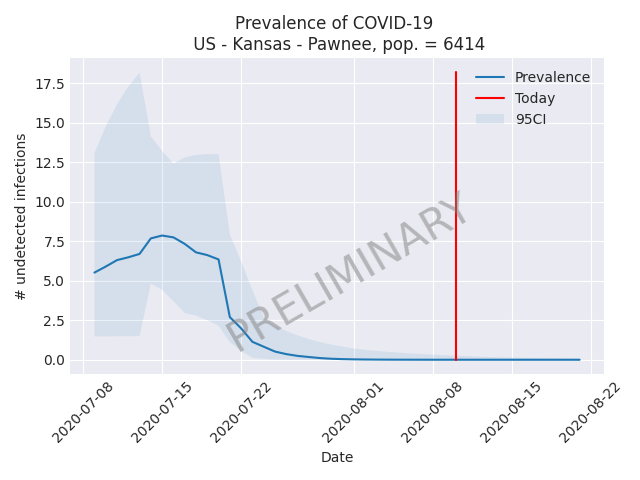 Prevalence of COVID-19
US - Kansas - Pawnee, pop. = 6414
Prevalence
Today
95CI
17.5
15.0
12.5
10.0
7.5
5.0
2.5
0.0
# undetected infections
PRELIMINARY
2020-07-08
2020-07-15
2020-07-22
2020-08-01
2020-08-08
2020-08-15
2020-08-22
Date